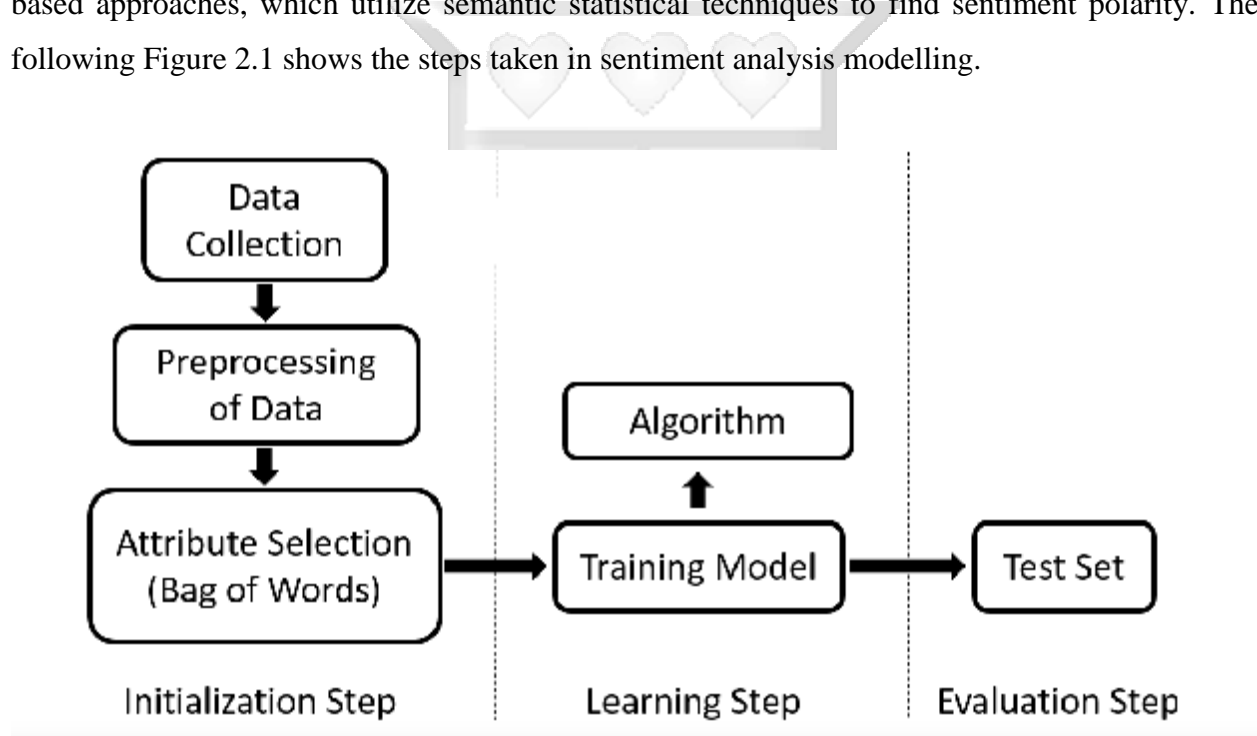 based approaches, which utilize semantic statistical techniques to find sentiment polarity. The
following Figure 2.1 shows the steps taken in sentiment analysis modelling.
Data
Collection
Preprocessing
of Data
Attribute Selection
(Bag of Words)
Algorithm
Training Model
Test Set
Initialization Step
Learning Step
Evaluation Step